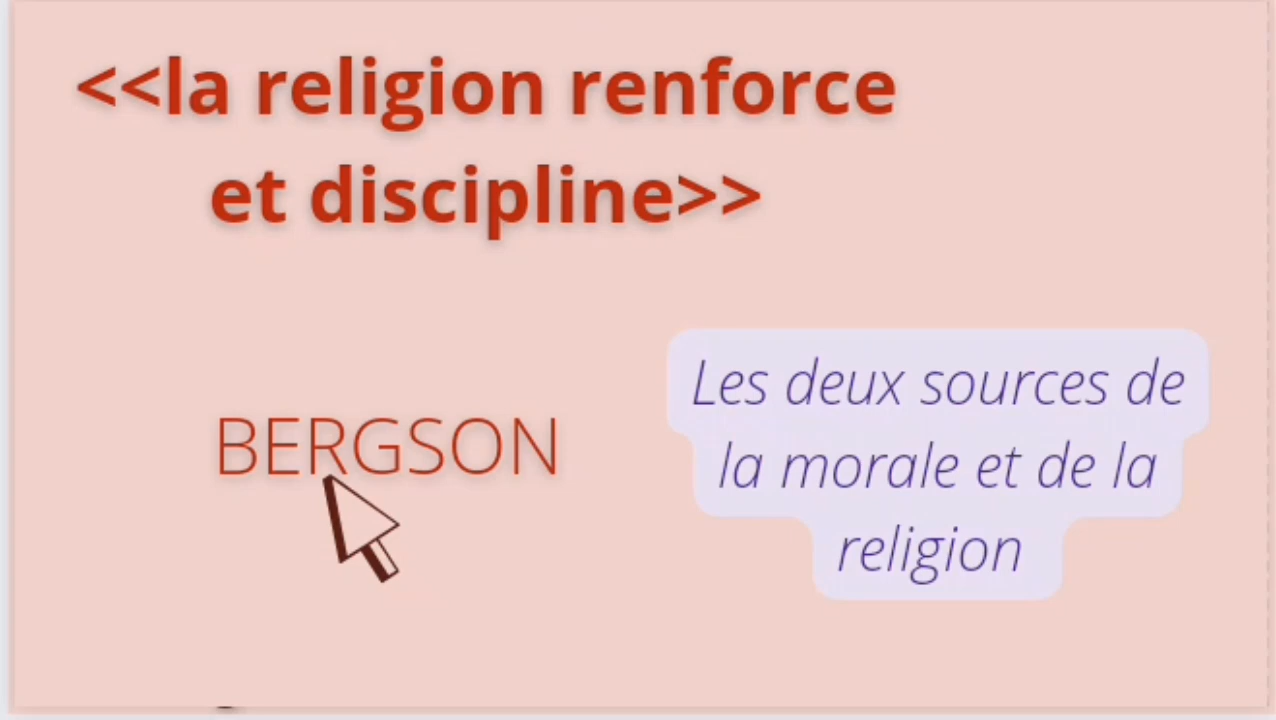 <<la religion renforce
et discipline>>
BERGSON
Les deux sources de
la morale et de la
religion